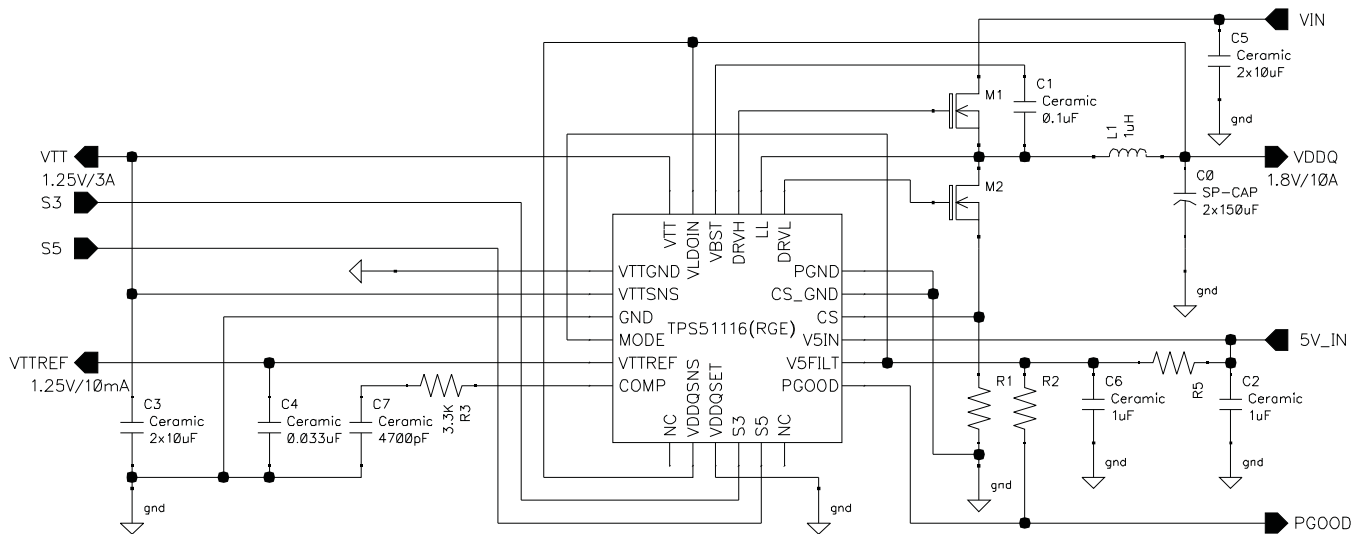 VIN
C5
Ceramic
2x10uF
gnd
M1
C1
Ceramic
0.1uF
L1
1uH
VTT
1.25V/3A
VDDQ
1.8V/10A
C0
SP-CAP
2x150uF
gnd
M2
S3
S5
VTT
VLDOIN
VBST
DRVH
LL
DRVL
VTTGND
VTTSNS
GND
MODE
VTTREF
COMP
TPS51116(RGE)
PGND
CS_GND
CS
V5IN
V5FILT
PGOOD
NC
VDDQSNS
VDDQSET
S3
S5
NC
5V_IN
VTTREF
1.25V/10mA
C3
Ceramic
2x10uF
C4
Ceramic
0.033uF
C7
Ceramic
4700pF
3.3K
R3
R1
R2
C6
Ceramic
1uF
R5
C2
Ceramic
1uF
gnd
gnd
gnd
gnd
gnd
PGOOD